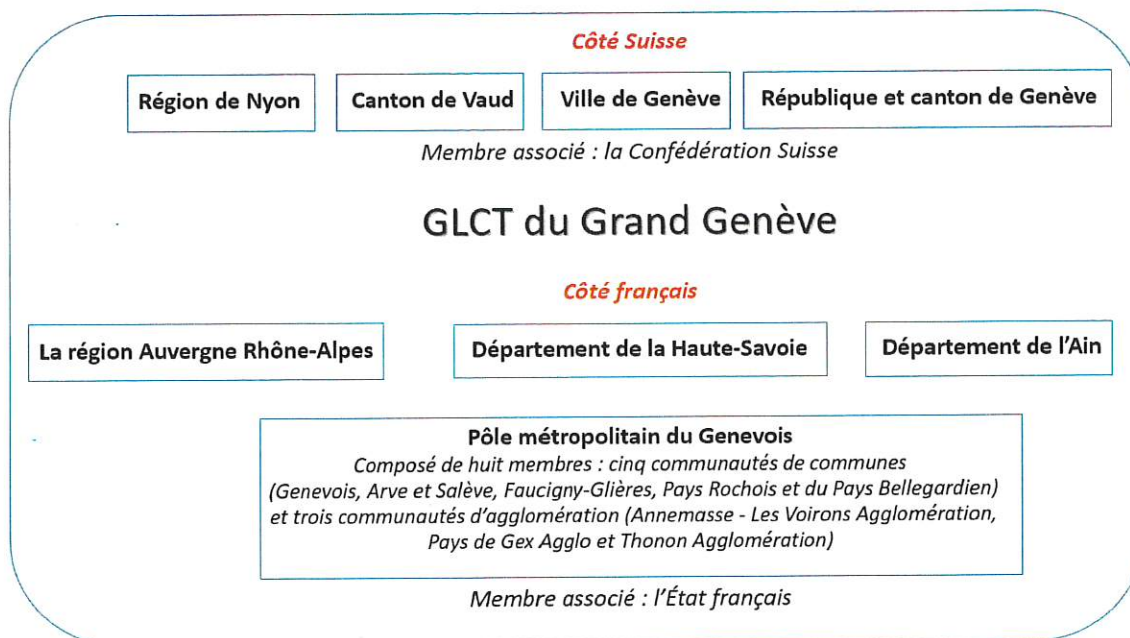 Côté Suisse
Région de Nyon
Canton de Vaud
Ville de Genève
République et canton de Genève
Membre associé : la Confédération Suisse
GLCT du Grand Genève
Côté français
La région Auvergne Rhône-Alpes
Département de la Haute-Savoie
Département de l'Ain
Pôle métropolitain du Genevois
Composé de huit membres : cinq communautés de communes
(Genevois, Arve et Salève, Faucigny-Glières, Pays Rochois et du Pays Bellegardien)
et trois communautés d'agglomération (Annemasse - Les Voirons Agglomération,
Pays de Gex Agglo et Thonon Agglomération)
Membre associé : l'État français